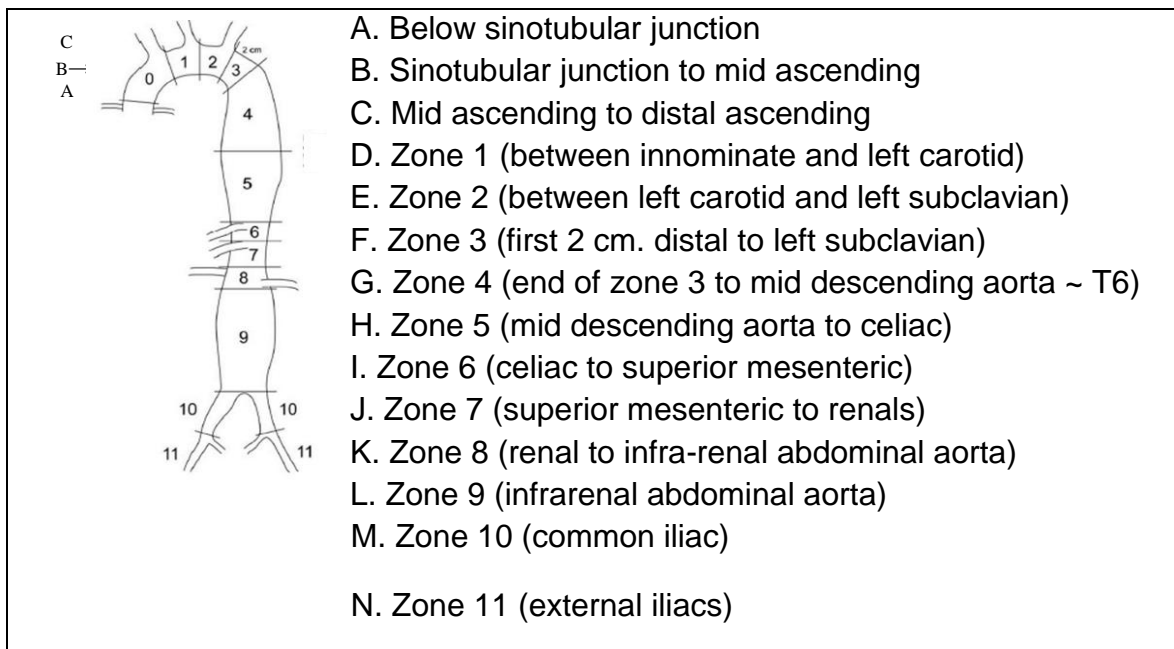 C
B
A
0
1
2
2 cm
3
4
5
6
7
8
9
10
10
11
11
A. Below sinotubular junction
B. Sinotubular junction to mid ascending
C. Mid ascending to distal ascending
D. Zone 1 (between innominate and left carotid)
E. Zone 2 (between left carotid and left subclavian)
F. Zone 3 (first 2 cm. distal to left subclavian)
G. Zone 4 (end of zone 3 to mid descending aorta ~ T6)
H. Zone 5 (mid descending aorta to celiac)
I. Zone 6 (celiac to superior mesenteric)
J. Zone 7 (superior mesenteric to renals)
K. Zone 8 (renal to infra-renal abdominal aorta)
L. Zone 9 (infrarenal abdominal aorta)
M. Zone 10 (common iliac)
N. Zone 11 (external iliacs)